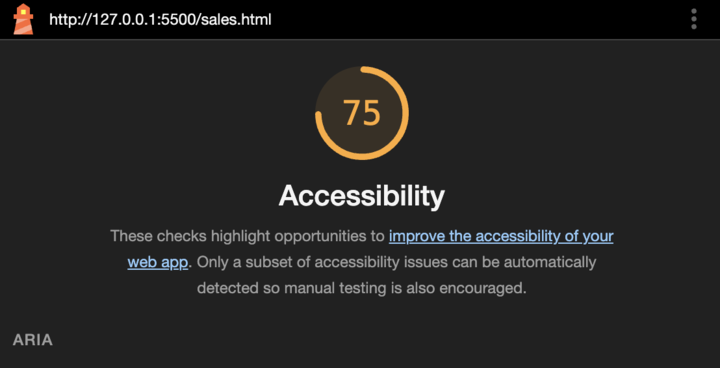 http://127.0.0.1:5500/sales.html
75
Accessibility
These checks highlight opportunities to improve the accessibility of your
web app. Only a subset of accessibility issues can be automatically
detected so manual testing is also encouraged.
ARIA